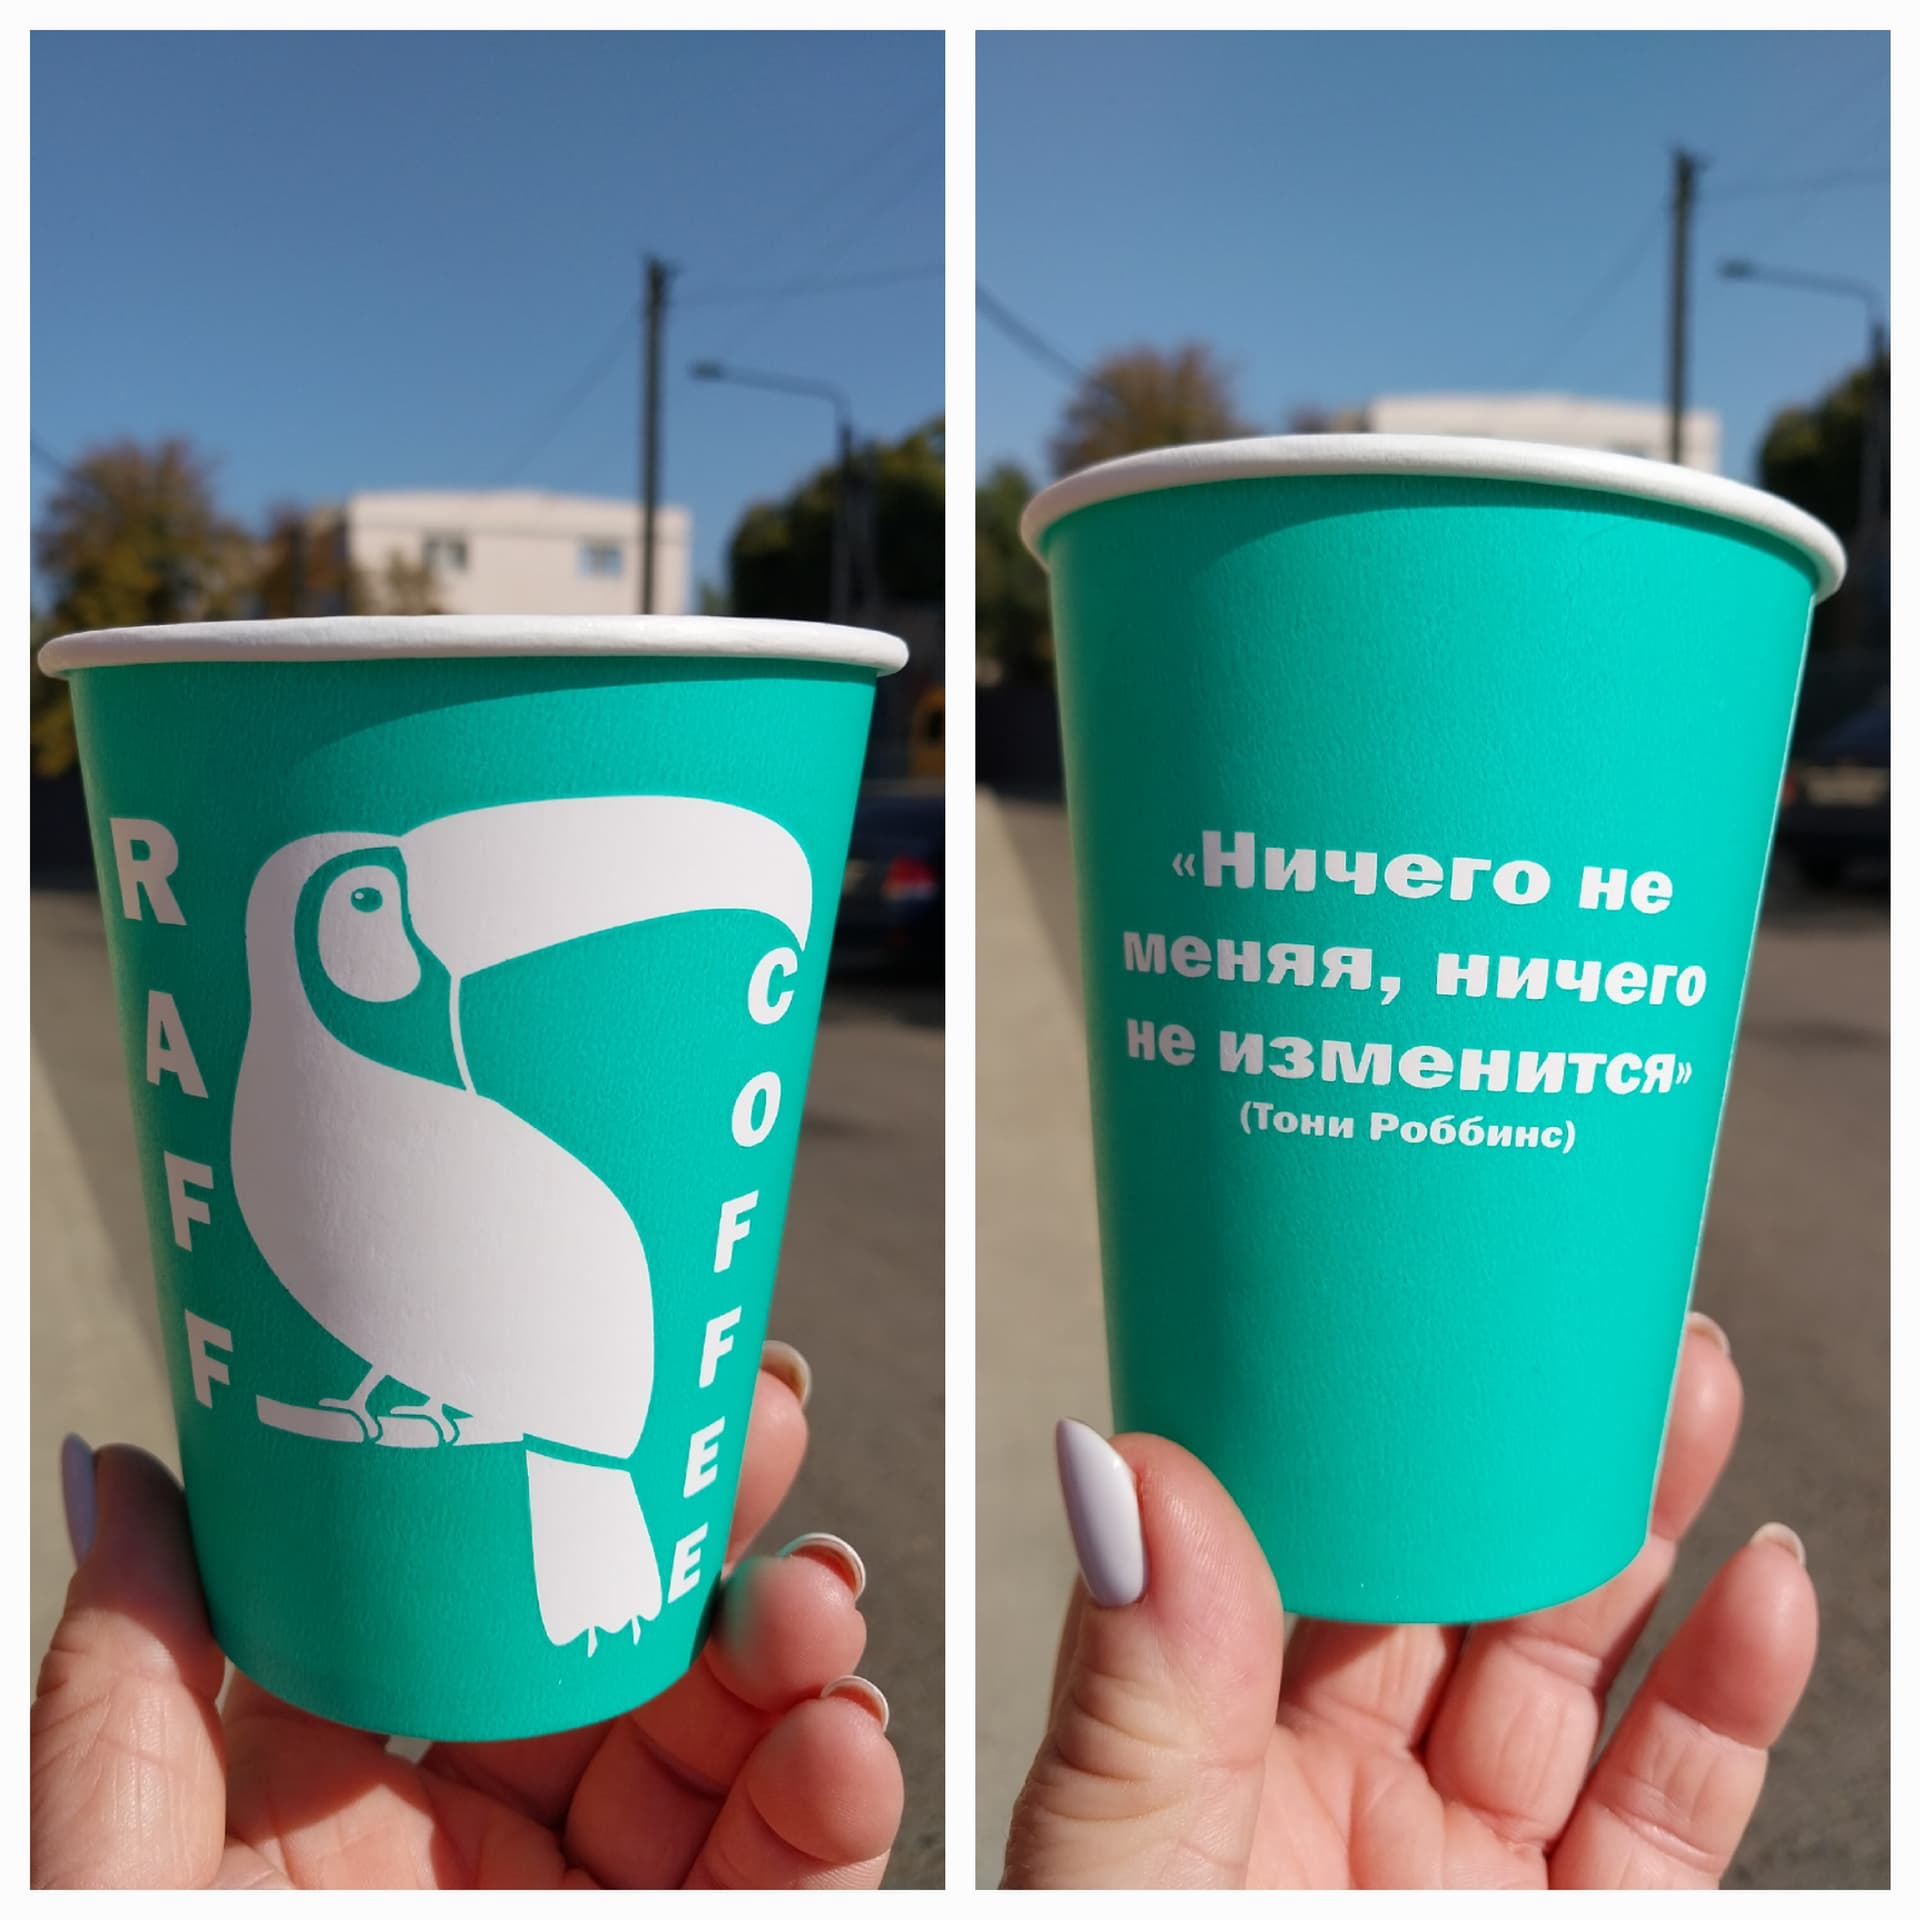 RAFF
COFFEE
«Ничего не
меняя, ничего
не изменится»
(Тони Роббинс)